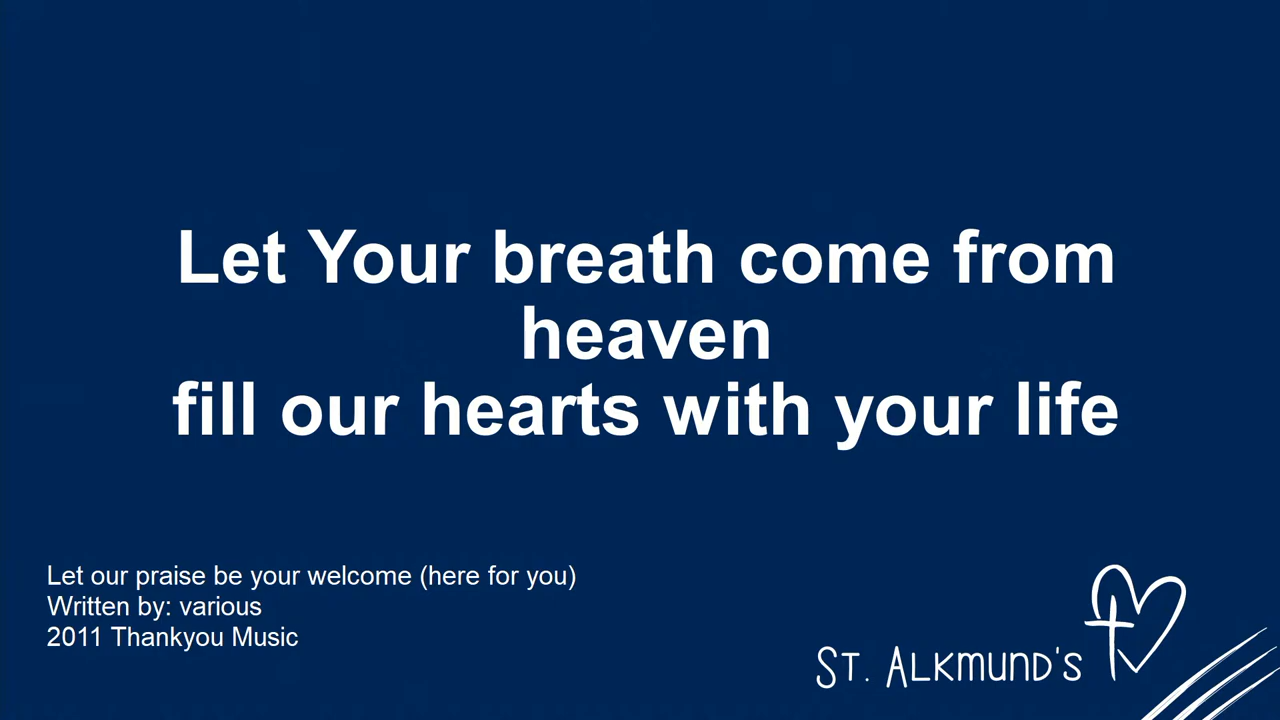 Let Your breath come from
heaven
fill our hearts with your life
Let our praise be your welcome (here for you)
Written by: various
2011 Thankyou Music
St. Alkmund's